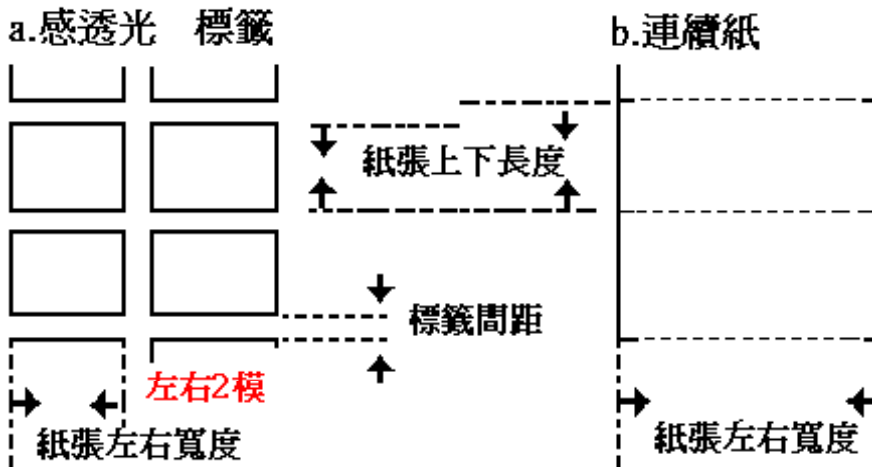 a.感透光 標籤
b.連續紙
紙張上下長度
標籤間距
左右2模
紙張左右寬度
紙張左右寬度